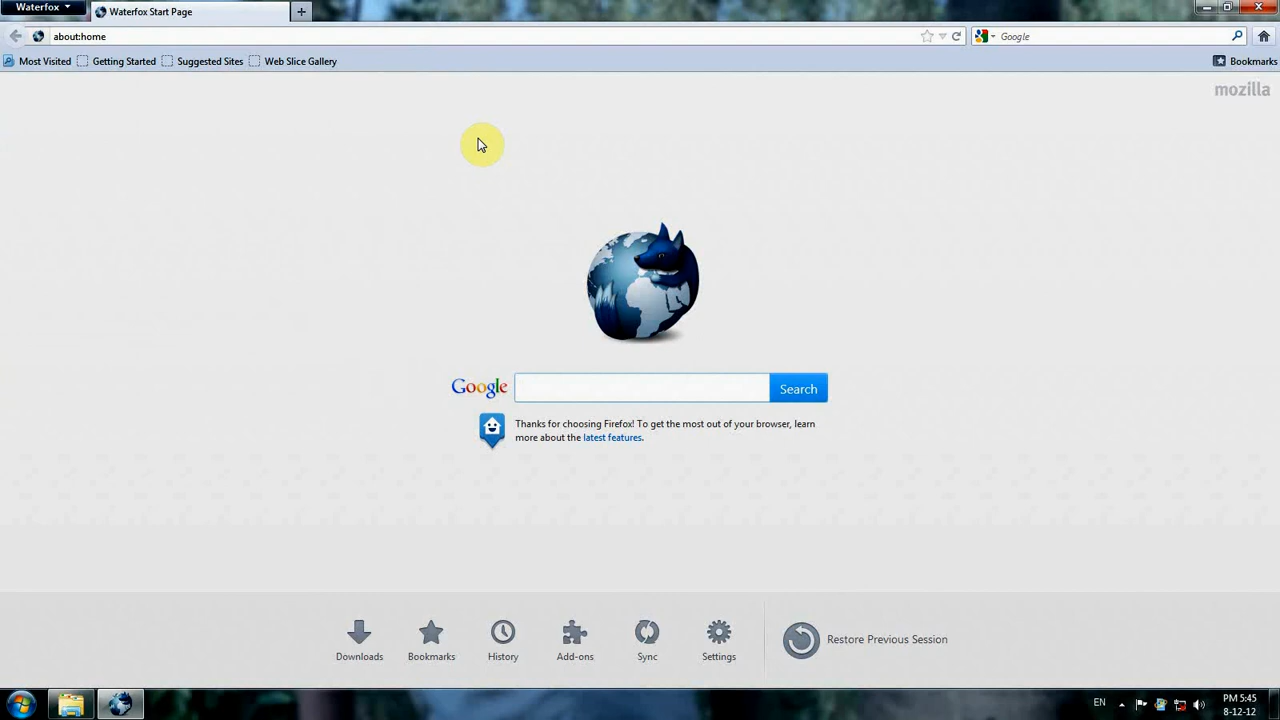 Waterfox
Waterfox Start Page
about:home
Google
Most Visited
Getting Started
Suggested Sites
Web Slice Gallery
Bookmarks
mozilla
Google
Search
Thanks for choosing Firefox! To get the most out of your browser, learn
more about the latest features.
Downloads
Bookmarks
History
Add-ons
Sync
Settings
Restore Previous Session
EN
PM 5:45
8-12-12